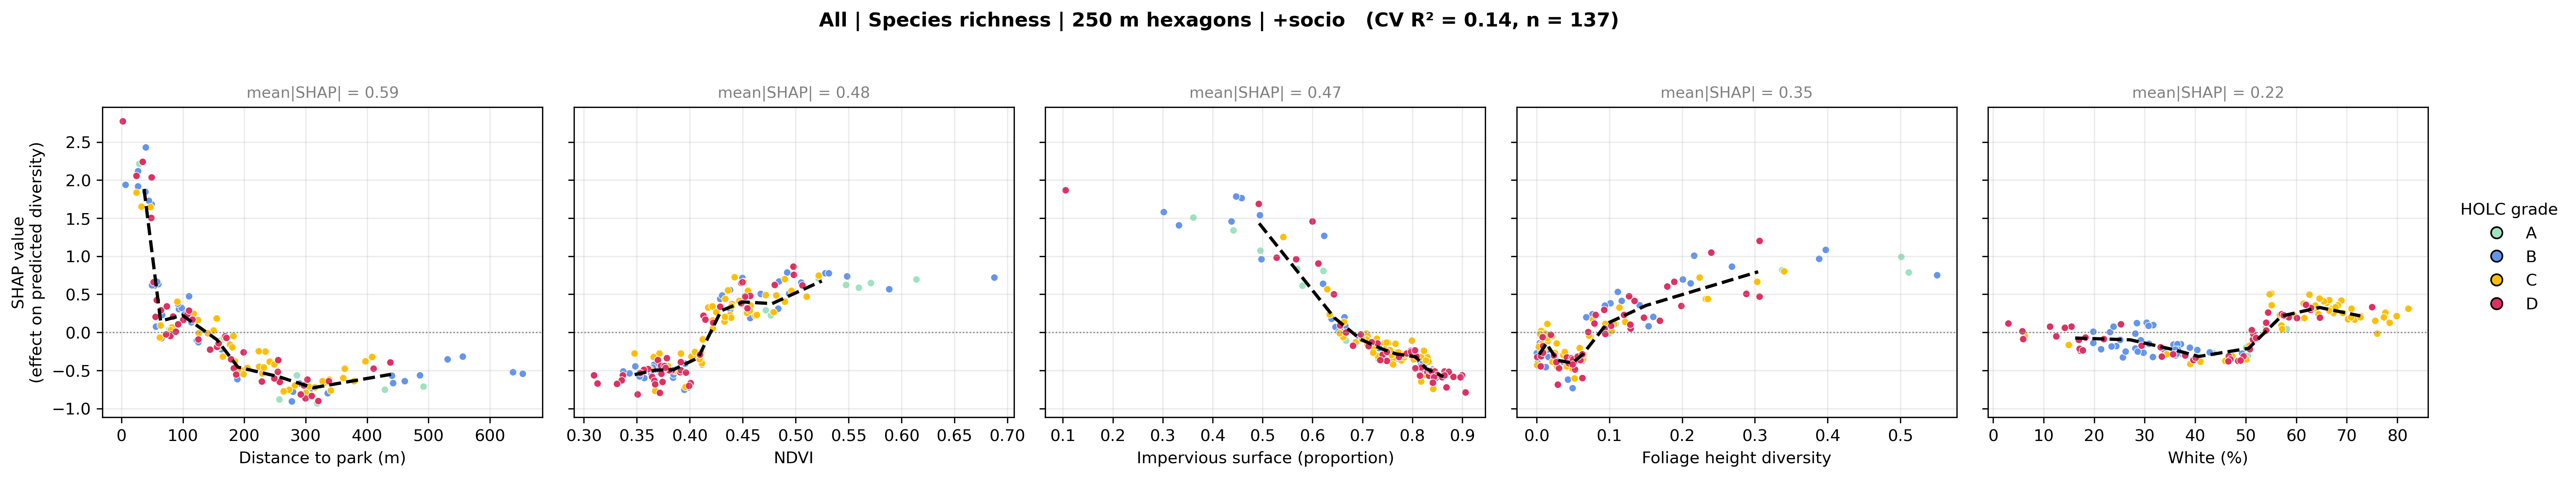 All | Species richness | 250 m hexagons | +socio (CV R² = 0.14, n = 137)
mean|SHAP| = 0.59
mean|SHAP| = 0.48
mean|SHAP| = 0.47
mean|SHAP| = 0.35
mean|SHAP| = 0.22
SHAP value
(effect on predicted diversity)
2.5
2.0
1.5
1.0
0.5
0.0
−0.5
−1.0
0 100 200 300 400 500 600
Distance to park (m)
0.30 0.35 0.40 0.45 0.50 0.55 0.60 0.65 0.70
NDVI
0.1 0.2 0.3 0.4 0.5 0.6 0.7 0.8 0.9
Impervious surface (proportion)
0.0 0.1 0.2 0.3 0.4 0.5
Foliage height diversity
0 10 20 30 40 50 60 70 80
White (%)
HOLC grade
A
B
C
D